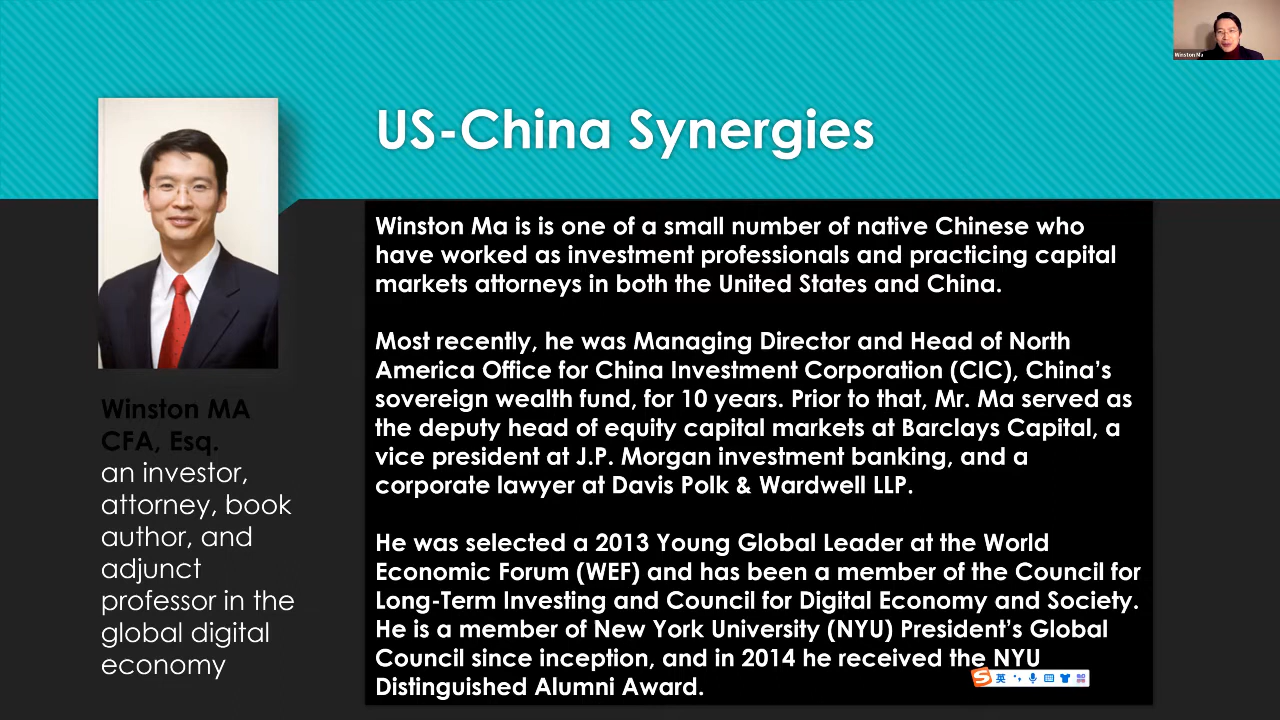 Winston Ma
US-China Synergies
Winston MA
CFA, Esq.
an investor,
attorney, book
author, and
adjunct
professor in the
global digital
economy
Winston Ma is is one of a small number of native Chinese who
have worked as investment professionals and practicing capital
markets attorneys in both the United States and China.
Most recently, he was Managing Director and Head of North
America Office for China Investment Corporation (CIC), China’s
sovereign wealth fund, for 10 years. Prior to that, Mr. Ma served as
the deputy head of equity capital markets at Barclays Capital, a
vice president at J.P. Morgan investment banking, and a
corporate lawyer at Davis Polk & Wardwell LLP.
He was selected a 2013 Young Global Leader at the World
Economic Forum (WEF) and has been a member of the Council for
Long-Term Investing and Council for Digital Economy and Society.
He is a member of New York University (NYU) President’s Global
Council since inception, and in 2014 he received the NYU
Distinguished Alumni Award.
S 英